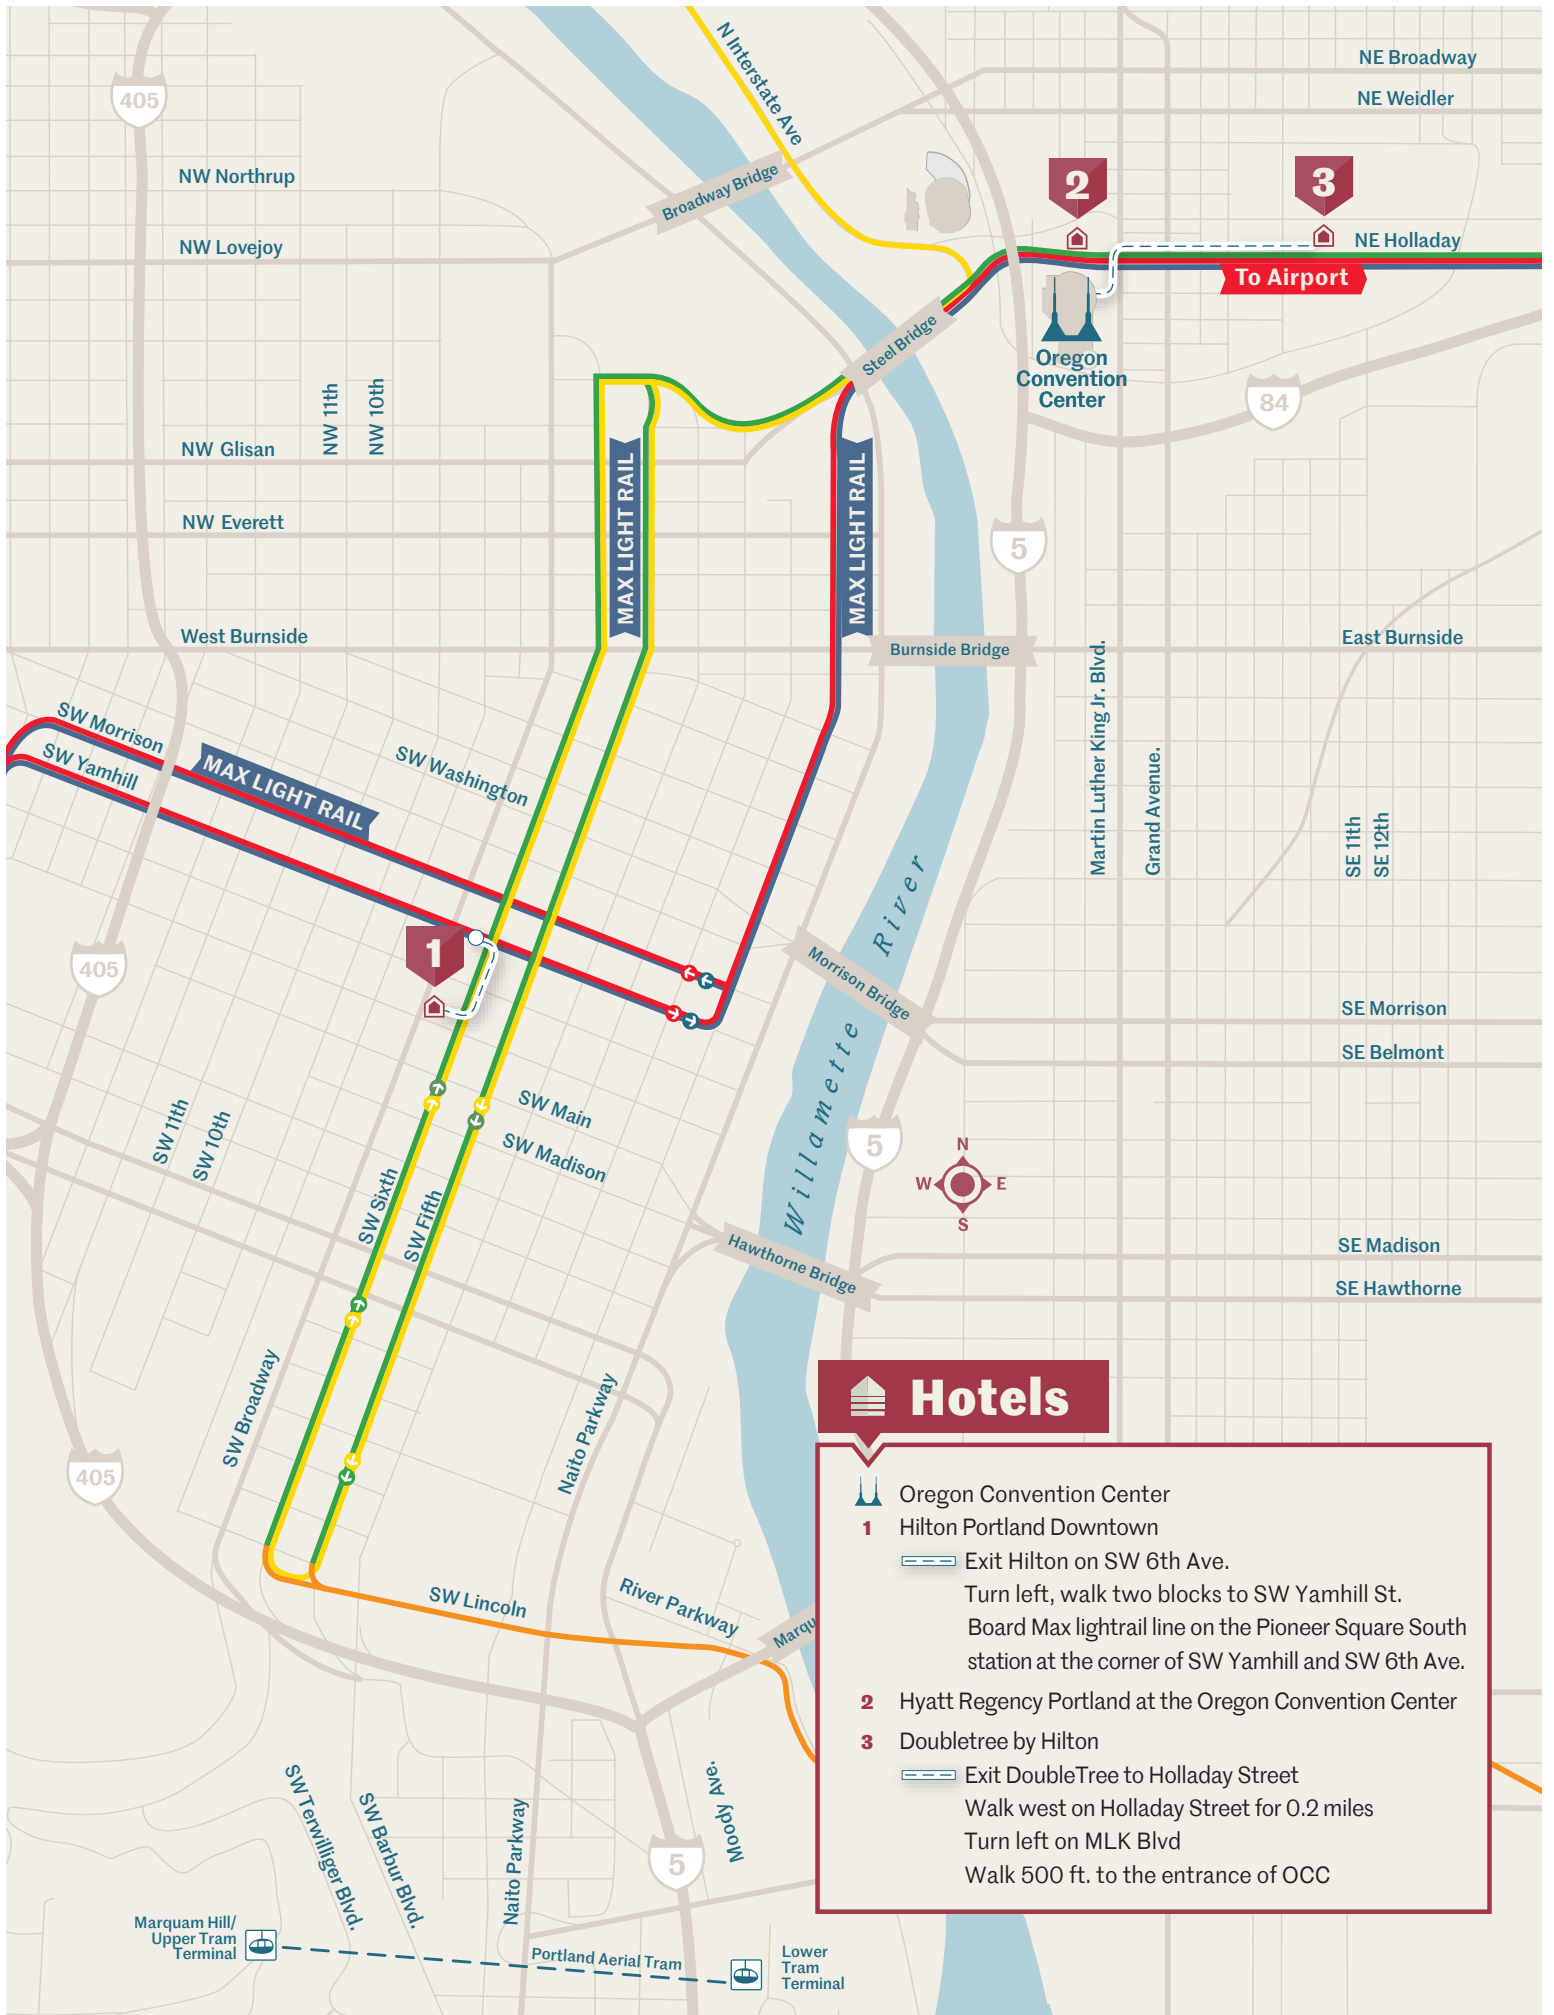 N Interstate Ave
NE Broadway
405
NE Weidler
NW Northrup
Broadway Bridge
2
3
NW Lovejoy
NE Holladay
To Airport
Steel Bridge
Oregon
Convention
Center
84
NW 11th
NW 10th
NW Glisan
MAX LIGHT RAIL
MAX LIGHT RAIL
NW Everett
5
West Burnside
Burnside Bridge
East Burnside
Martin Luther King Jr. Blvd.
Grand Avenue.
SW Morrison
SW Yamhill
MAX LIGHT RAIL
SW Washington
SE 11th
SE 12th
Willamette River
1
405
Morrison Bridge
SE Morrison
SE Belmont
SW Main
SW Madison
SW 11th
SW 10th
5
N
W
E
S
SW Sixth
SW Fifth
Hawthorne Bridge
SE Madison
SE Hawthorne
SW Broadway
Naito Parkway
405
Hotels
Oregon Convention Center
1 Hilton Portland Downtown
Exit Hilton on SW 6th Ave.
Turn left, walk two blocks to SW Yamhill St.
Board Max lightrail line on the Pioneer Square South
station at the corner of SW Yamhill and SW 6th Ave.
2 Hyatt Regency Portland at the Oregon Convention Center
3 Doubletree by Hilton
Exit DoubleTree to Holladay Street
Walk west on Holladay Street for 0.2 miles
Turn left on MLK Blvd
Walk 500 ft. to the entrance of OCC
SW Lincoln
River Parkway
Marqu
SW Terwilliger Blvd.
SW Barbur Blvd.
Naito Parkway
Moody Ave.
5
Marquam Hill/
Upper Tram
Terminal
Portland Aerial Tram
Lower
Tram
Terminal